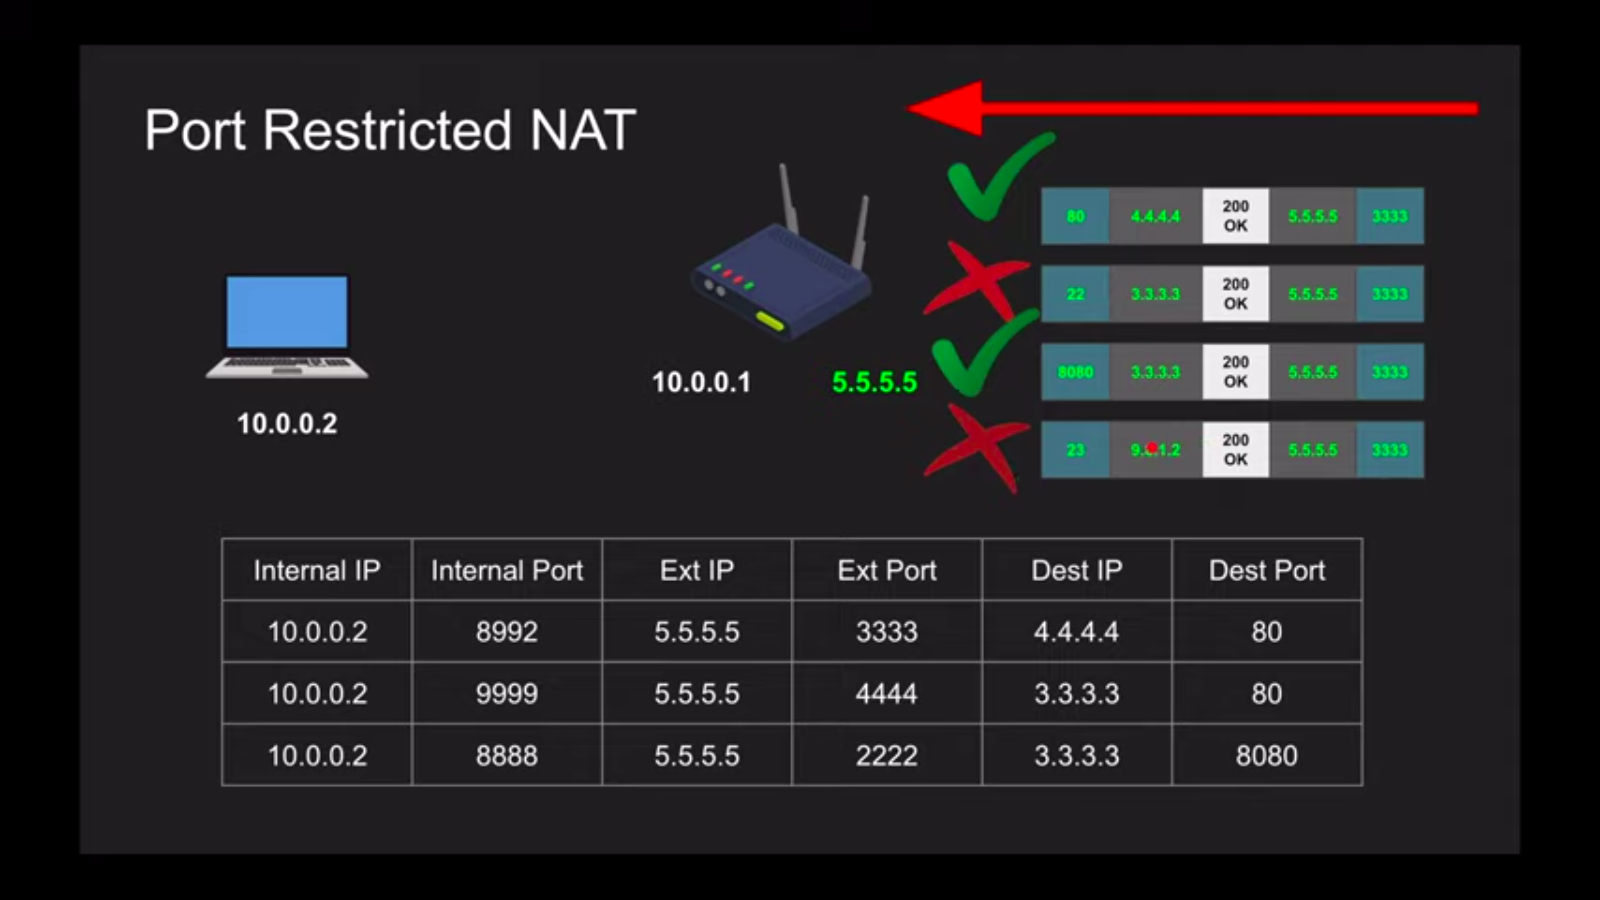 Port Restricted NAT
80 4.4.4.4 200 OK 5.5.5.5 3333
22 3.3.3.3 200 OK 5.5.5.5 3333
8080 3.3.3.3 200 OK 5.5.5.5 3333
23 200 OK 5.5.5.5 3333
10.0.0.1 5.5.5.5
10.0.0.2
Internal IP Internal Port Ext IP Ext Port Dest IP Dest Port
10.0.0.2 8992 5.5.5.5 3333 4.4.4.4 80
10.0.0.2 9999 5.5.5.5 4444 3.3.3.3 80
10.0.0.2 8888 5.5.5.5 2222 3.3.3.3 8080